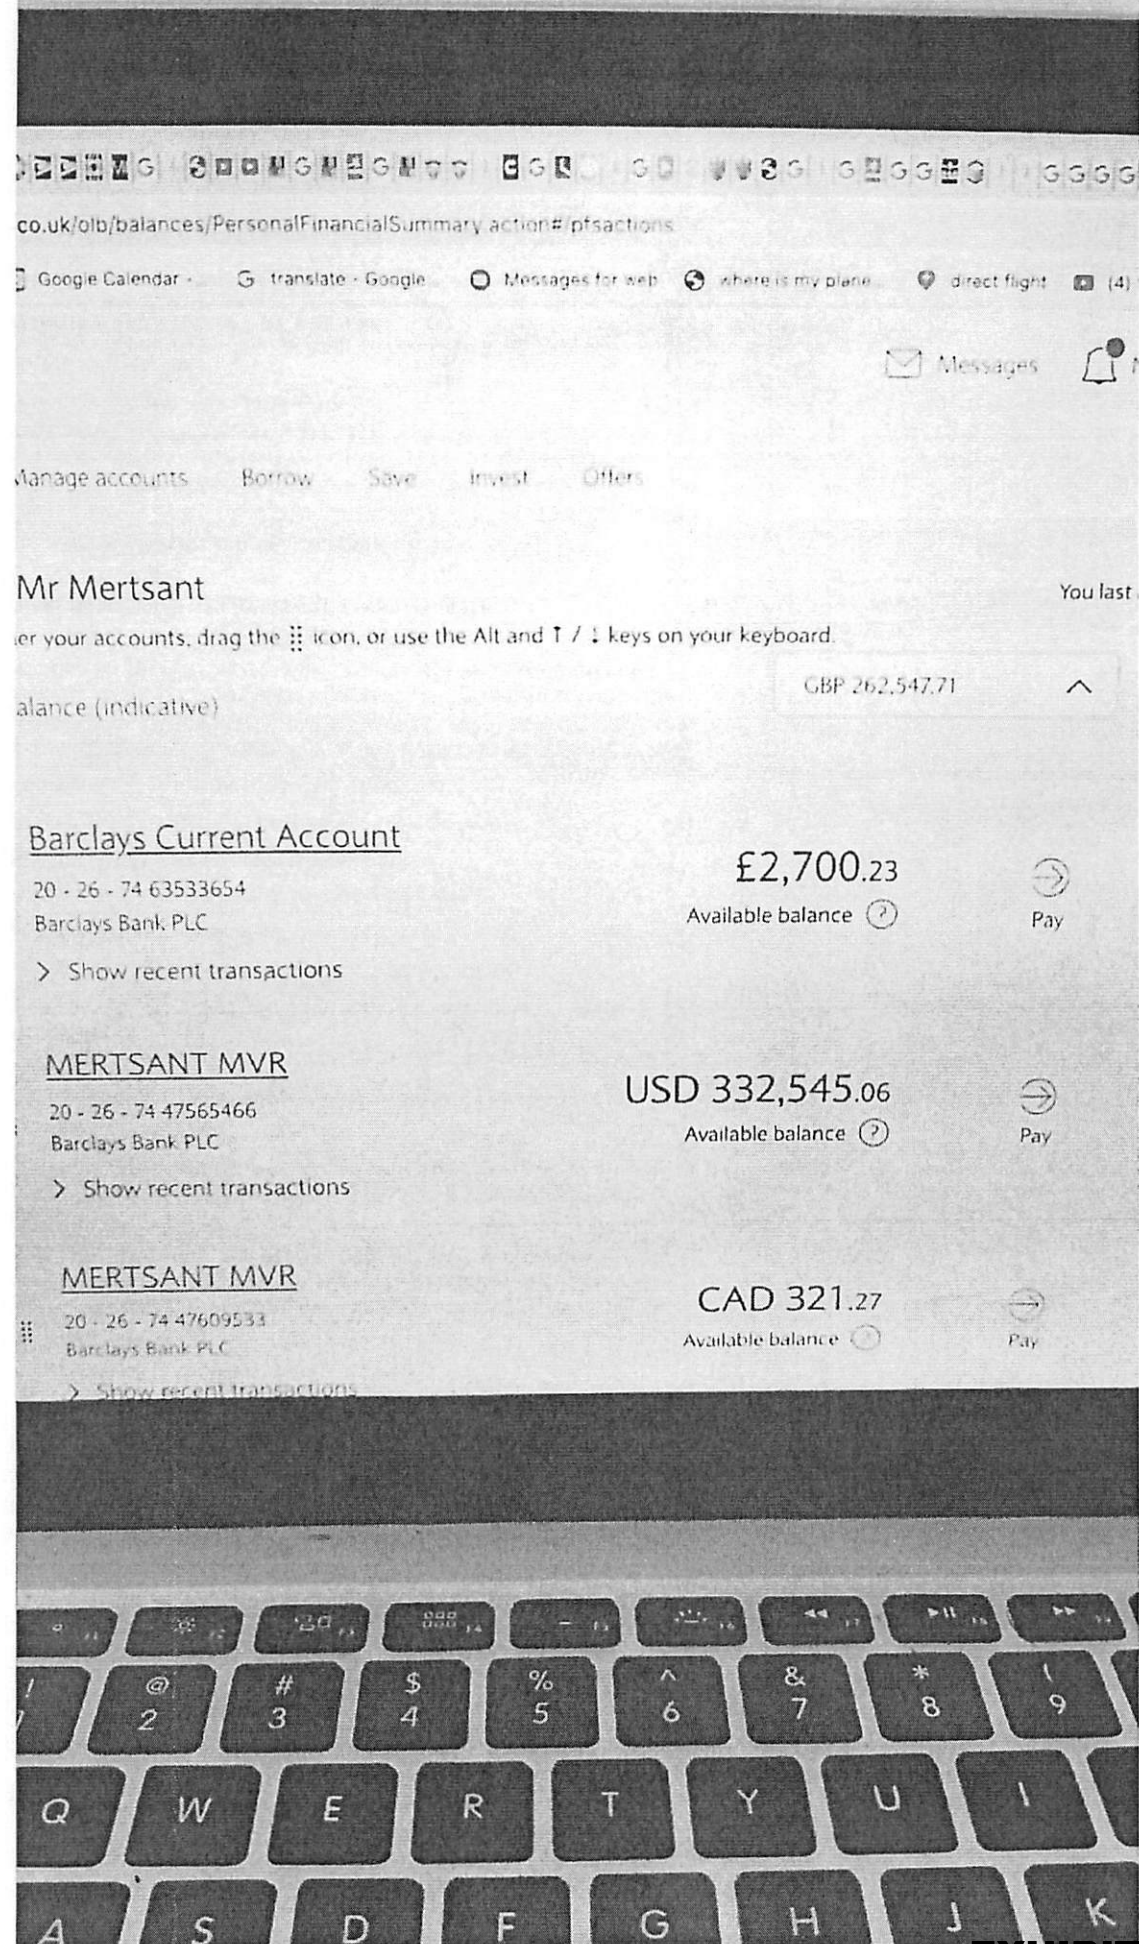 co.uk/olb/balances/PersonalFinancialSummary.action#/pfsactions
Google Calendar - G translate - Google Messages for web where is my plane direct flight (4)
Messages
Manage accounts Borrow Save Invest Offers
Mr Mertsant You last
er your accounts, drag the ⣿ icon, or use the Alt and ↑ / ↓ keys on your keyboard.
GBP 262,547.71
alance (indicative)
Barclays Current Account
£2,700.23
20 - 26 - 74 63533654
Available balance ?
Barclays Bank PLC
Pay
> Show recent transactions
MERTSANT MVR
USD 332,545.06
20 - 26 - 74 47565466
Available balance ?
Barclays Bank PLC
Pay
> Show recent transactions
MERTSANT MVR
CAD 321.27
20 - 26 - 74 47609533
Available balance
Barclays Bank PLC
Pay
> Show recent transactions
! @ # $ % ^ & * (
1 2 3 4 5 6 7 8 9
Q W E R T Y U I
A S D F G H J K